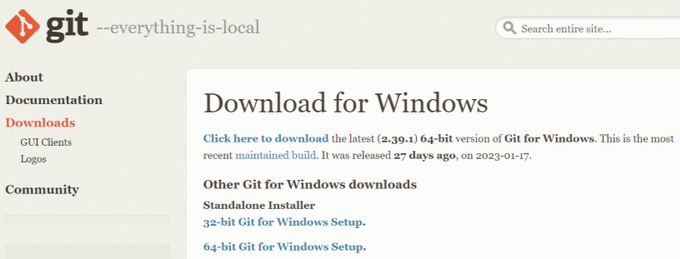 git --everything-is-local
Search entire site...
About
Documentation
Downloads
GUI Clients
Logos
Community
Download for Windows
Click here to download the latest (2.39.1) 64-bit version of Git for Windows. This is the most
recent maintained build. It was released 27 days ago, on 2023-01-17.
Other Git for Windows downloads
Standalone Installer
32-bit Git for Windows Setup.
64-bit Git for Windows Setup.